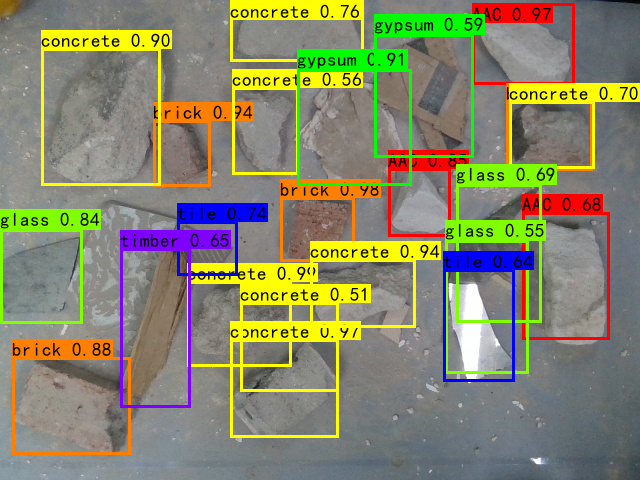 concrete 0.76
AAC 0.97
gypsum 0.59
concrete 0.90
gypsum 0.91
concrete 0.56
concrete 0.70
brick 0.94
AAC 0.85
glass 0.69
brick 0.98
AAC 0.68
glass 0.84
tile 0.74
glass 0.55
timber 0.65
concrete 0.94
tile 0.64
concrete 0.99
concrete 0.51
concrete 0.97
brick 0.88